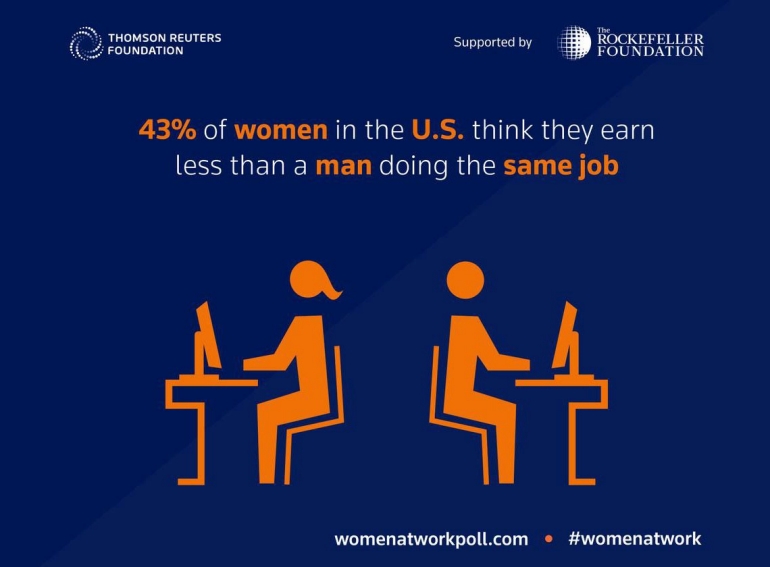 THOMSON REUTERS
FOUNDATION
Supported by
The
ROCKEFELLER
FOUNDATION
43% of women in the U.S. think they earn
less than a man doing the same job
womenatworkpoll.com • #womenatwork